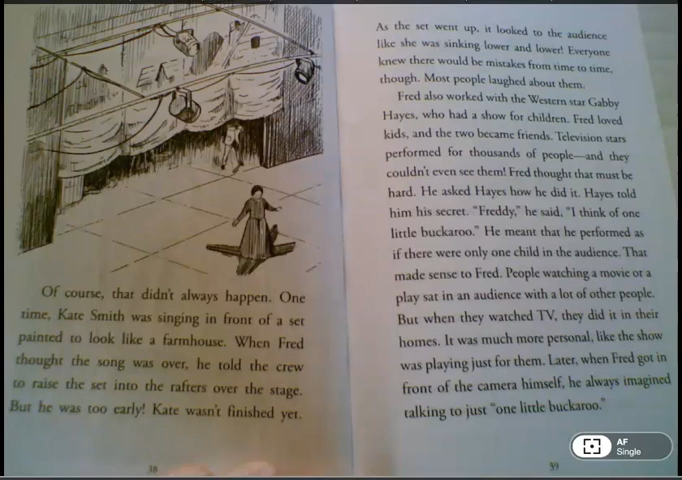 Of course, that didn't always happen. One
time, Kate Smith was singing in front of a set
painted to look like a farmhouse. When Fred
thought the song was over, he told the crew
to raise the set into the rafters over the stage.
But he was too early! Kate wasn't finished yet.
38
As the set went up, it looked to the audience
like she was sinking lower and lower! Everyone
knew there would be mistakes from time to time,
though. Most people laughed about them.
Fred also worked with the Western star Gabby
Hayes, who had a show for children. Fred loved
kids, and the two became friends. Television stars
performed for thousands of people—and they
couldn't even see them! Fred thought that must be
hard. He asked Hayes how he did it. Hayes told
him his secret. "Freddy," he said, "I think of one
little buckaroo." He meant that he performed as
if there were only one child in the audience. That
made sense to Fred. People watching a movie or a
play sat in an audience with a lot of other people.
But when they watched TV, they did it in their
homes. It was much more personal, like the show
was playing just for them. Later, when Fred got in
front of the camera himself, he always imagined
talking to just "one little buckaroo."
39
AF
Single